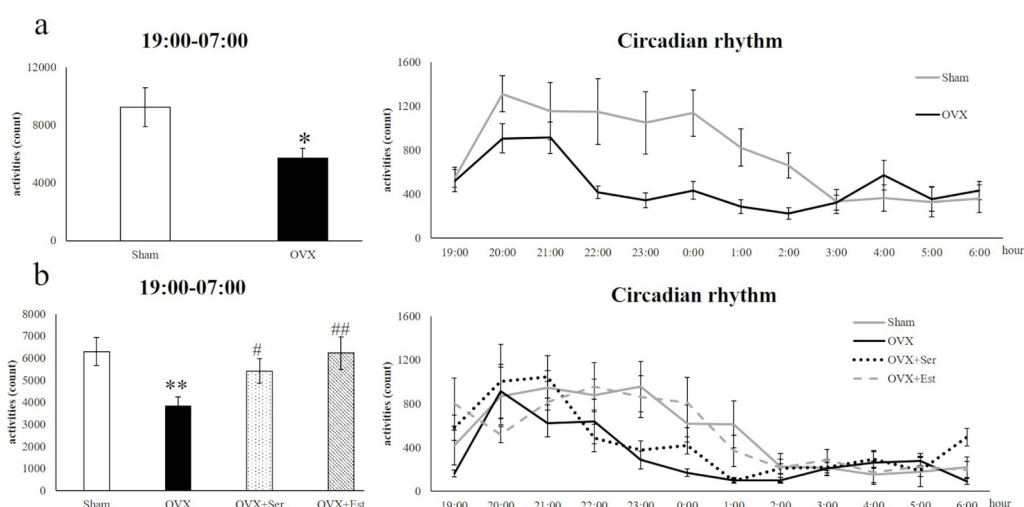 a
19:00-07:00
12000
8000
4000
0
activities (count)
*
Sham
OVX
Circadian rhythm
1600
1200
800
400
0
activities (count)
Sham
OVX
19:00 20:00 21:00 22:00 23:00 0:00 1:00 2:00 3:00 4:00 5:00 6:00 hour
b
19:00-07:00
8000
7000
6000
5000
4000
3000
2000
1000
0
activities (count)
**
#
##
Sham OVX OVX+Ser OVX+Est
Circadian rhythm
1600
1200
800
400
0
activities (count)
Sham
OVX
OVX+Ser
OVX+Est
19:00 20:00 21:00 22:00 23:00 0:00 1:00 2:00 3:00 4:00 5:00 6:00 hour